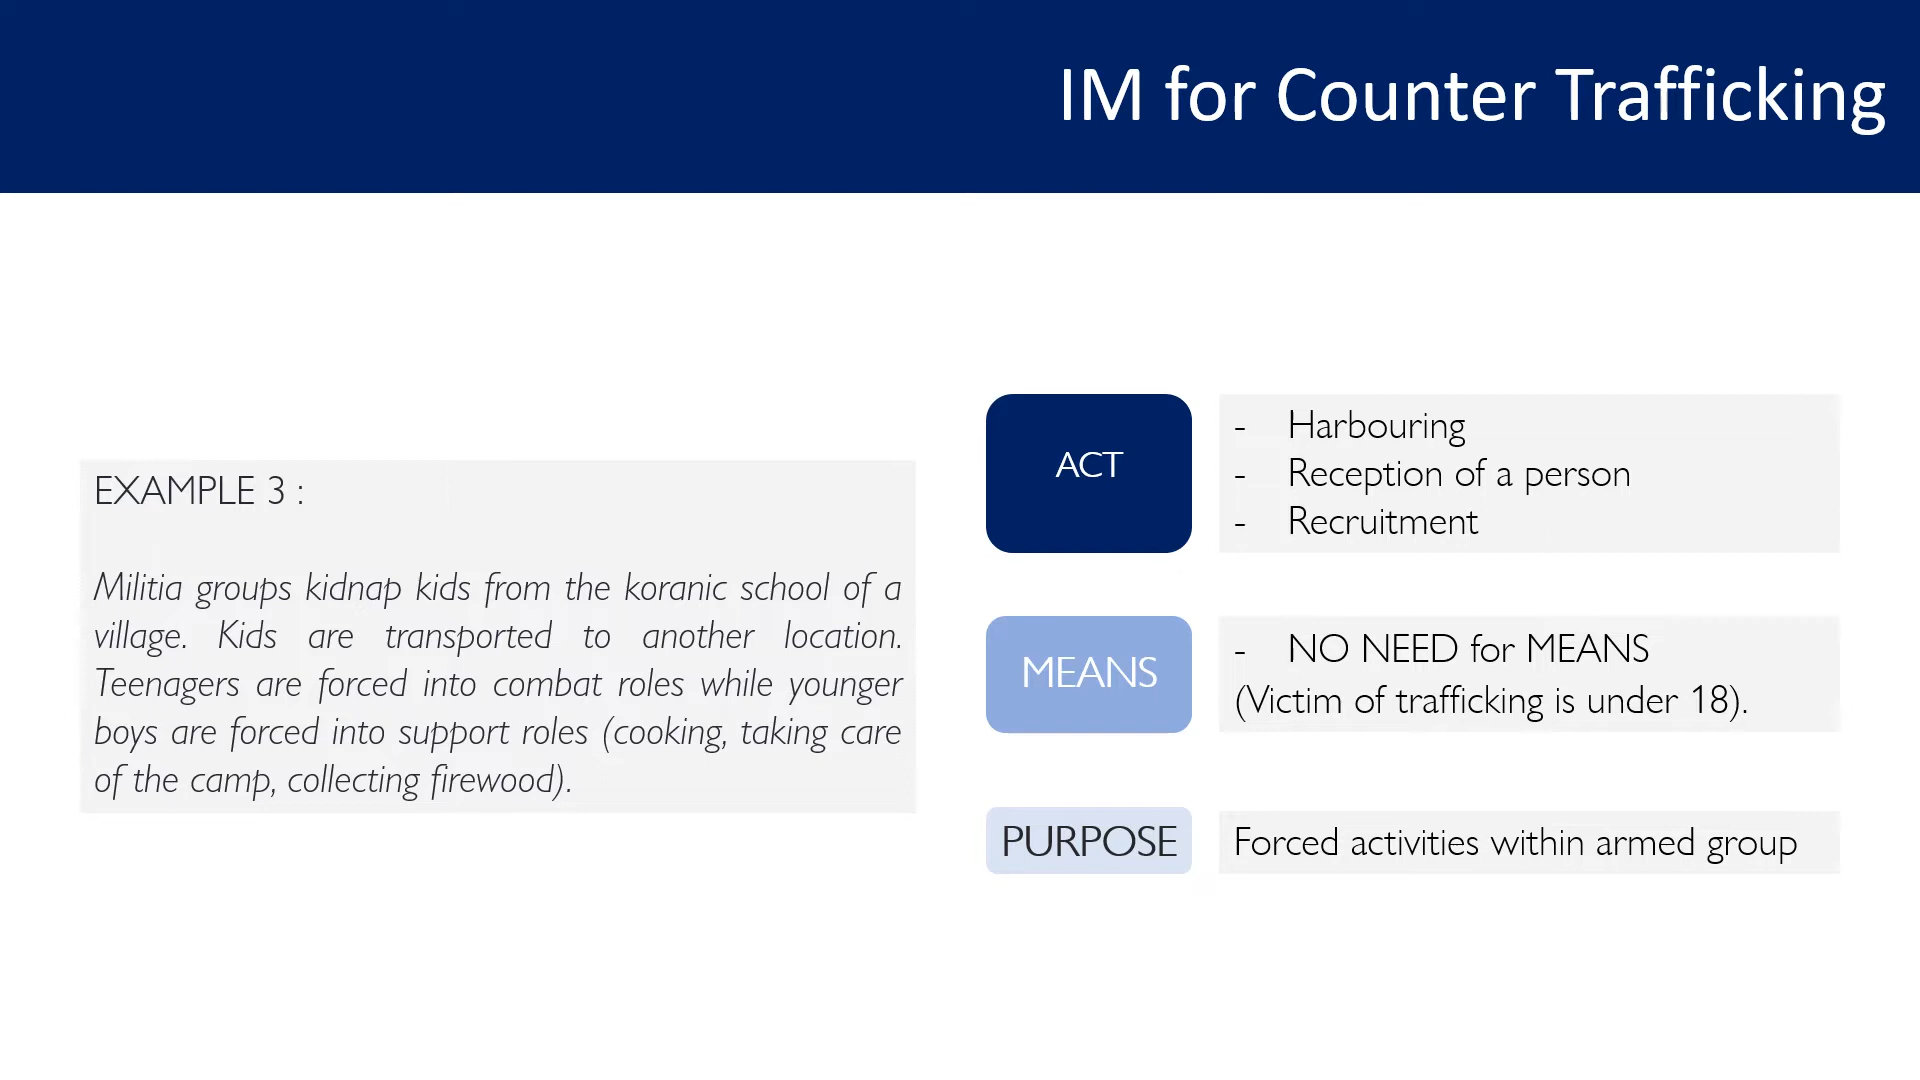 IM for Counter Trafficking
EXAMPLE 3 :
Militia groups kidnap kids from the koranic school of a
village. Kids are transported to another location.
Teenagers are forced into combat roles while younger
boys are forced into support roles (cooking, taking care
of the camp, collecting firewood).
ACT
- Harbouring
- Reception of a person
- Recruitment
MEANS
- NO NEED for MEANS
(Victim of trafficking is under 18).
PURPOSE
Forced activities within armed group